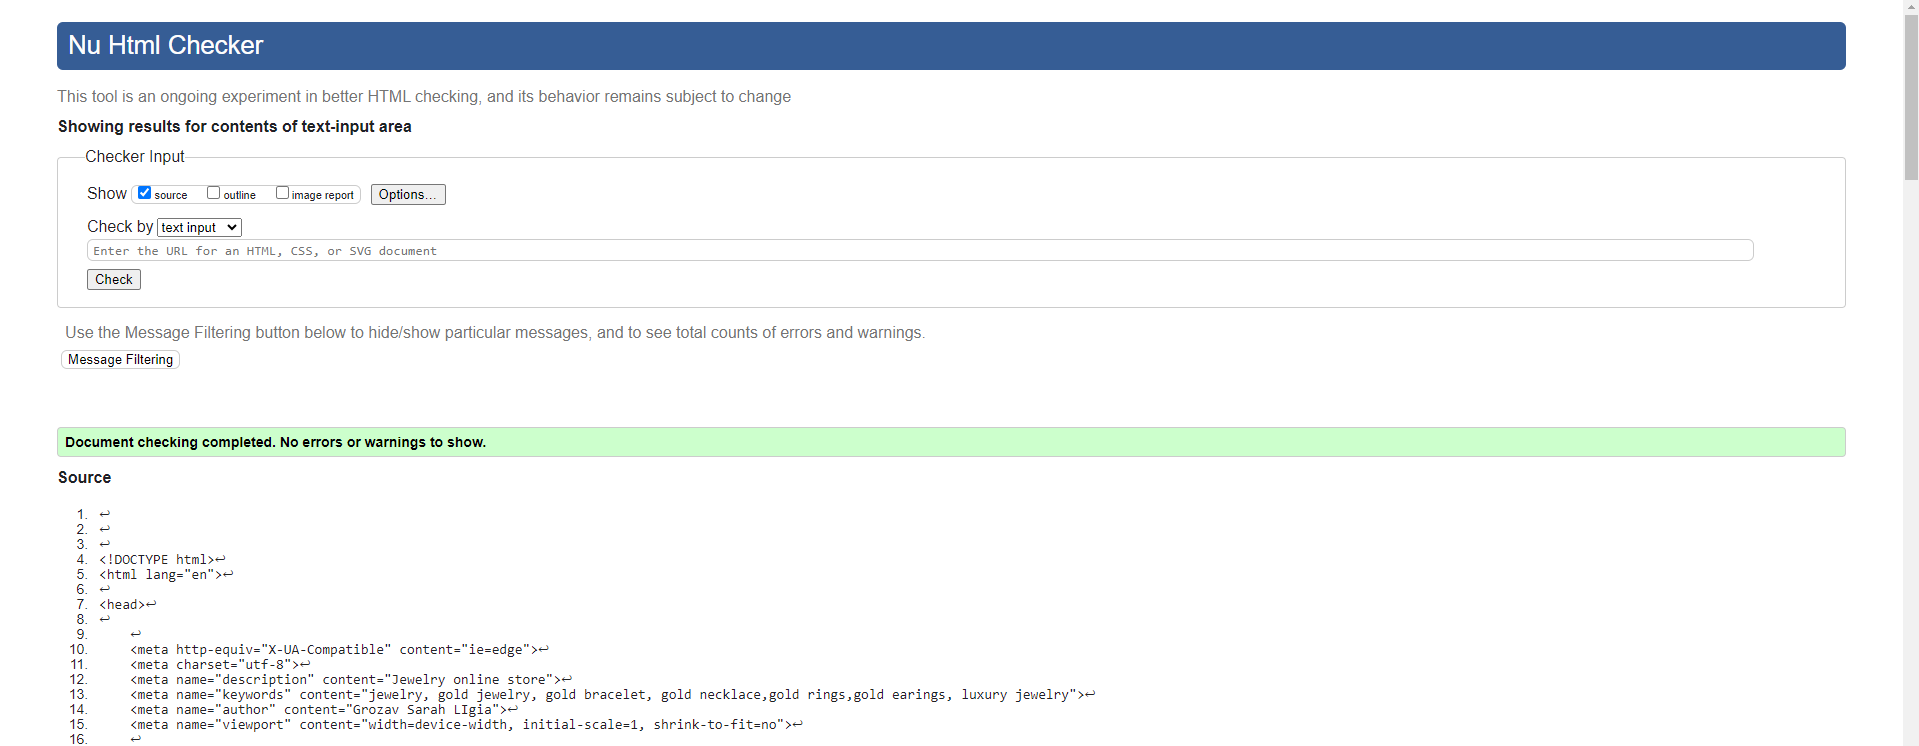 Nu Html Checker
This tool is an ongoing experiment in better HTML checking, and its behavior remains subject to change
Showing results for contents of text-input area
Checker Input
Show source outline image report Options...
Check by text input
Enter the URL for an HTML, CSS, or SVG document
Check
Use the Message Filtering button below to hide/show particular messages, and to see total counts of errors and warnings.
Message Filtering
Document checking completed. No errors or warnings to show.
Source
1. ↩
2. ↩
3. ↩
4. <!DOCTYPE html>↩
5. <html lang="en">↩
6. ↩
7. <head>↩
8. ↩
9. ↩
10. <meta http-equiv="X-UA-Compatible" content="ie=edge">↩
11. <meta charset="utf-8">↩
12. <meta name="description" content="Jewelry online store">↩
13. <meta name="keywords" content="jewelry, gold jewelry, gold bracelet, gold necklace,gold rings,gold earings, luxury jewelry">↩
14. <meta name="author" content="Grozav Sarah LIgia">↩
15. <meta name="viewport" content="width=device-width, initial-scale=1, shrink-to-fit=no">↩
16. ↩